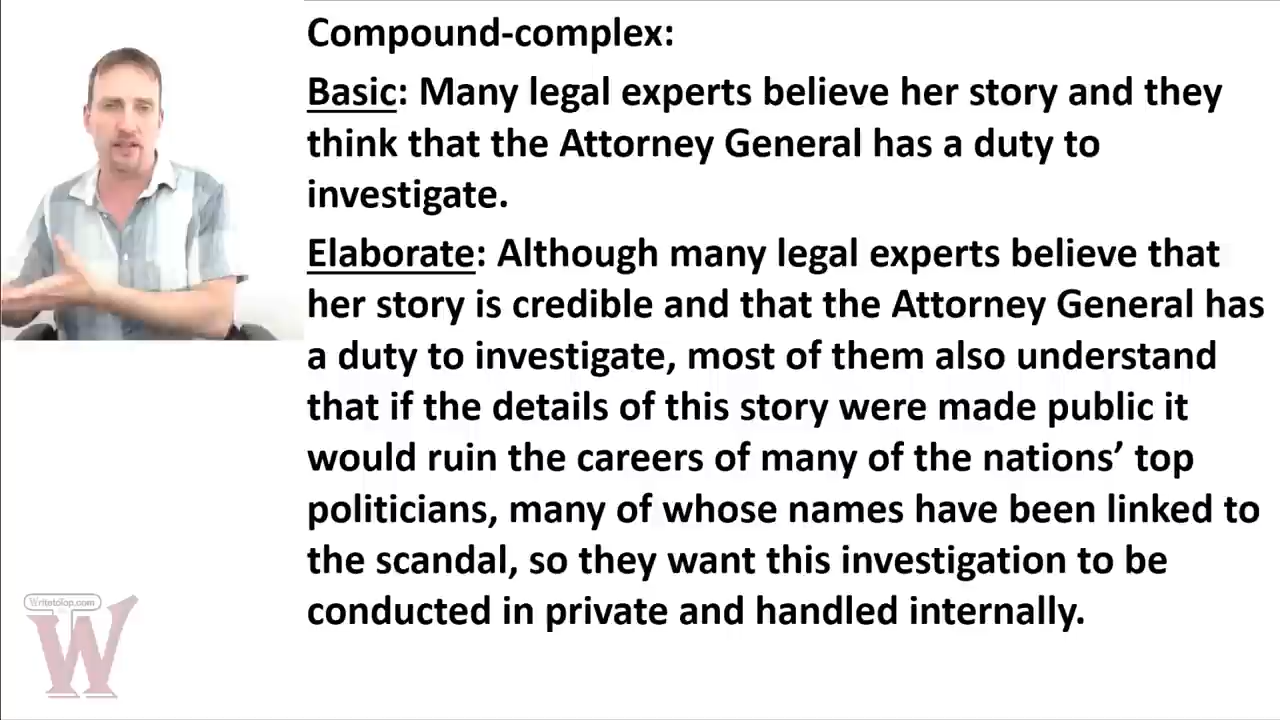 Compound-complex:
Basic: Many legal experts believe her story and they
think that the Attorney General has a duty to
investigate.
Elaborate: Although many legal experts believe that
her story is credible and that the Attorney General has
a duty to investigate, most of them also understand
that if the details of this story were made public it
would ruin the careers of many of the nations’ top
politicians, many of whose names have been linked to
the scandal, so they want this investigation to be
conducted in private and handled internally.
WritetoTop.com
W